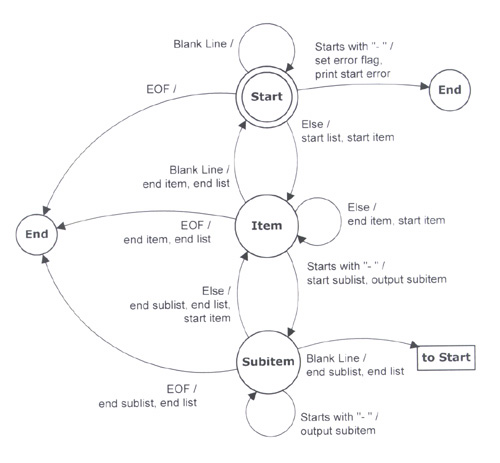 Blank Line /
Starts with "- " /
set error flag,
print start error
EOF /
Start
End
Else /
start list, start item
Blank Line /
end item, end list
Else /
end item, start item
End
EOF /
end item, end list
Item
Starts with "- " /
start sublist, output subitem
Else /
end sublist, end list,
start item
Subitem
Blank Line /
end sublist, end list
to Start
EOF /
end sublist, end list
Starts with "- " /
output subitem